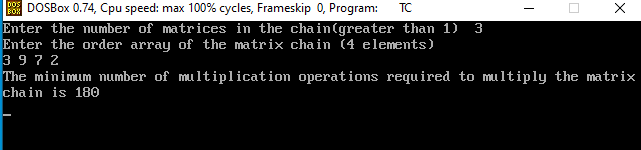 DOSBox 0.74, Cpu speed: max 100% cycles, Frameskip 0, Program: TC
Enter the number of matrices in the chain(greater than 1)  3
Enter the order array of the matrix chain (4 elements)
3 9 7 2
The minimum number of multiplication operations required to multiply the matrix
chain is 180